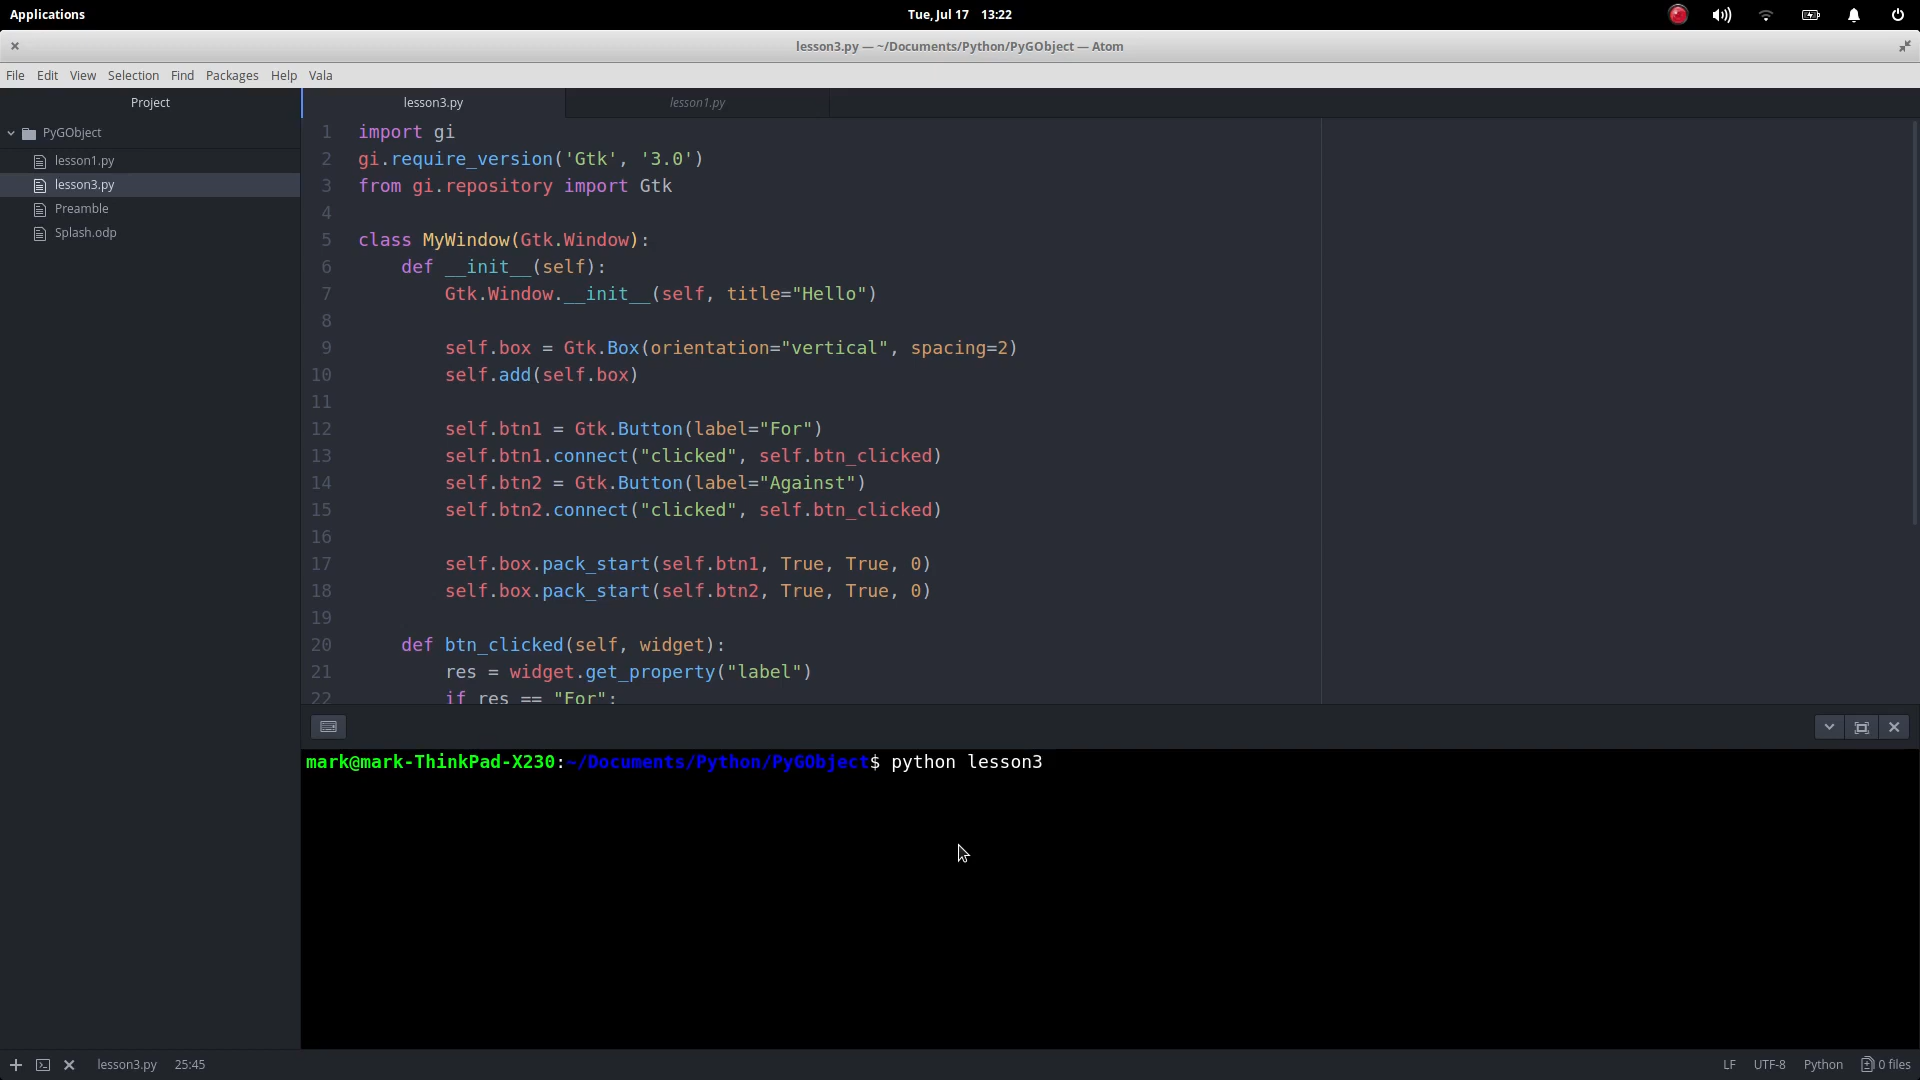 Applications
Tue, Jul 17 13:22
lesson3.py — ~/Documents/Python/PyGObject — Atom
File Edit View Selection Find Packages Help Vala
Project
lesson3.py
lesson1.py
PyGObject
lesson1.py
lesson3.py
Preamble
Splash.odp
1 import gi
2 gi.require_version('Gtk', '3.0')
3 from gi.repository import Gtk
4
5 class MyWindow(Gtk.Window):
6     def __init__(self):
7         Gtk.Window.__init__(self, title="Hello")
8
9         self.box = Gtk.Box(orientation="vertical", spacing=2)
10         self.add(self.box)
11
12         self.btn1 = Gtk.Button(label="For")
13         self.btn1.connect("clicked", self.btn_clicked)
14         self.btn2 = Gtk.Button(label="Against")
15         self.btn2.connect("clicked", self.btn_clicked)
16
17         self.box.pack_start(self.btn1, True, True, 0)
18         self.box.pack_start(self.btn2, True, True, 0)
19
20     def btn_clicked(self, widget):
21         res = widget.get_property("label")
22         if res == "For":
mark@mark-ThinkPad-X230:~/Documents/Python/PyGObject$ python lesson3
lesson3.py 25:45
LF UTF-8 Python 0 files